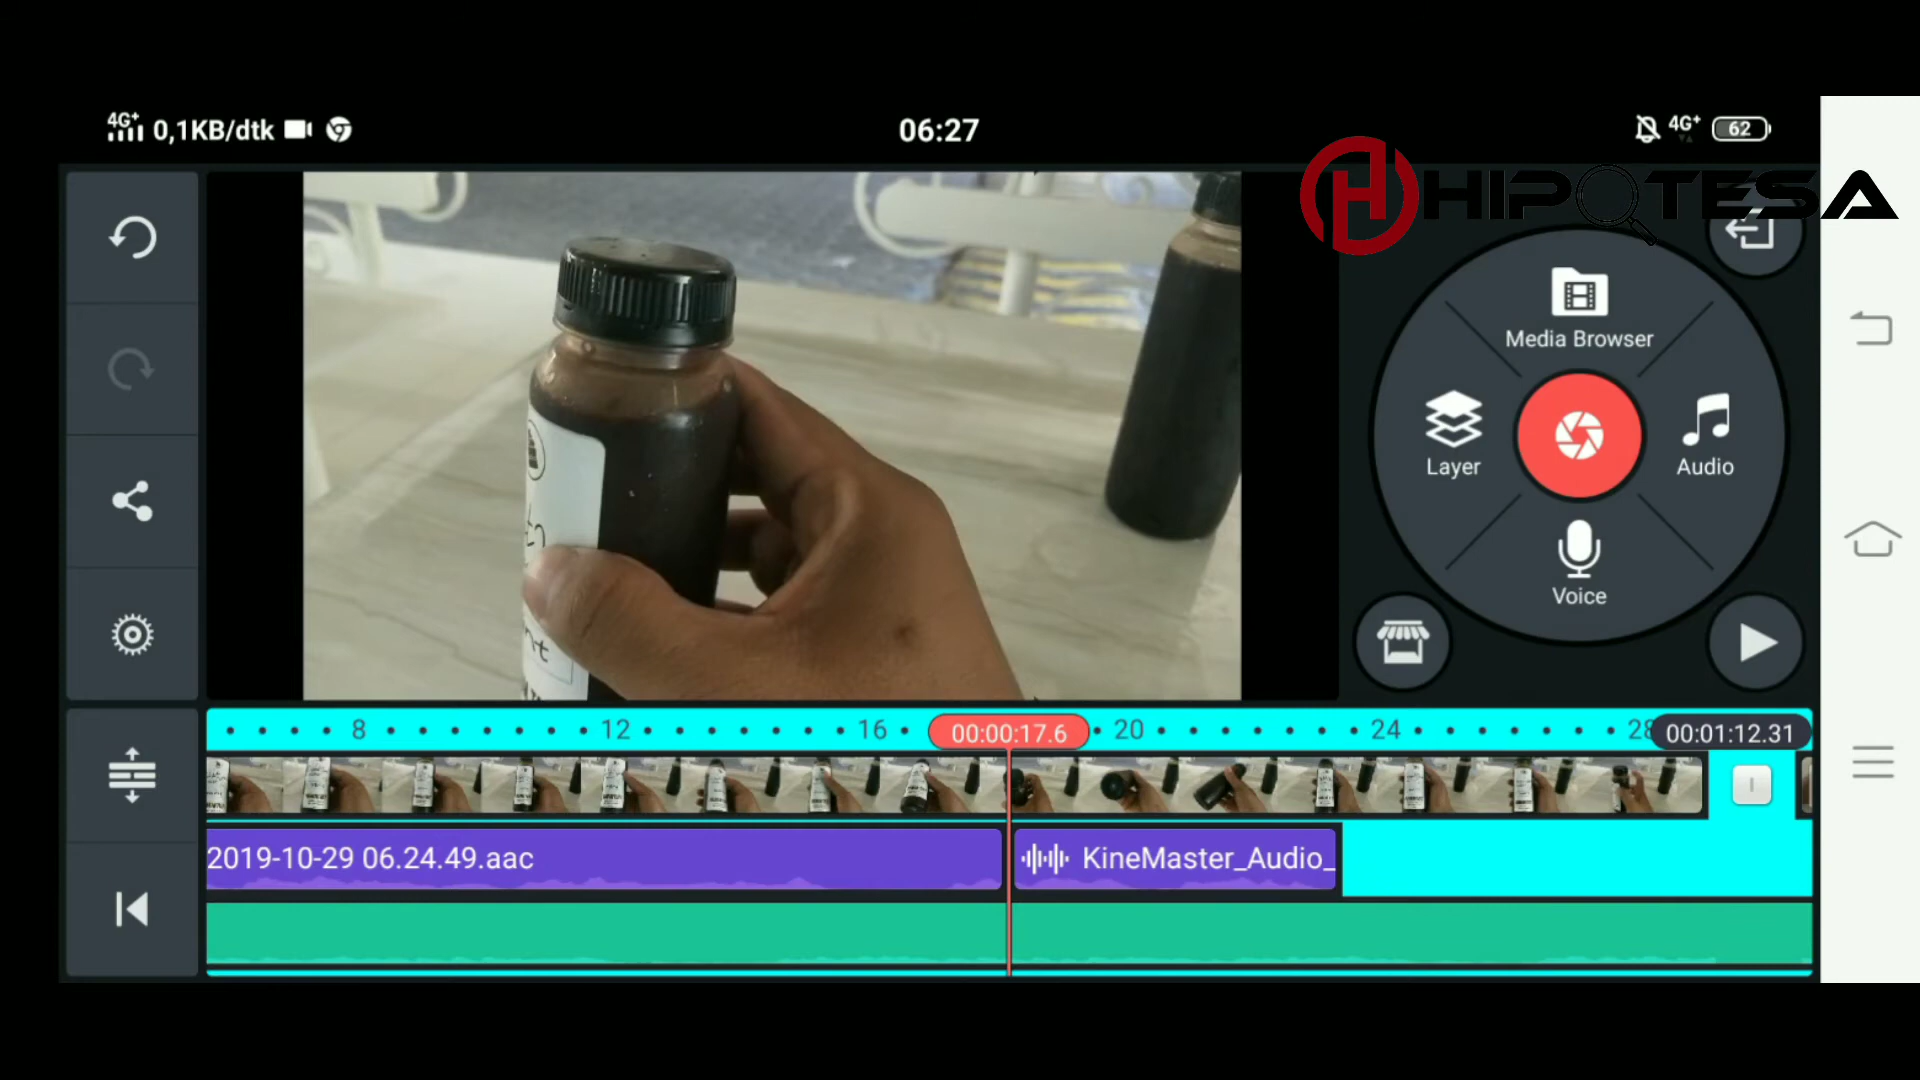 4G+ 0,1KB/dtk
06:27
4G+
62
HIPOTESA
Media Browser
Layer
Audio
Voice
8
12
16
00:00:17.6
20
24
28
00:01:12.31
2019-10-29 06.24.49.aac
KineMaster_Audio_